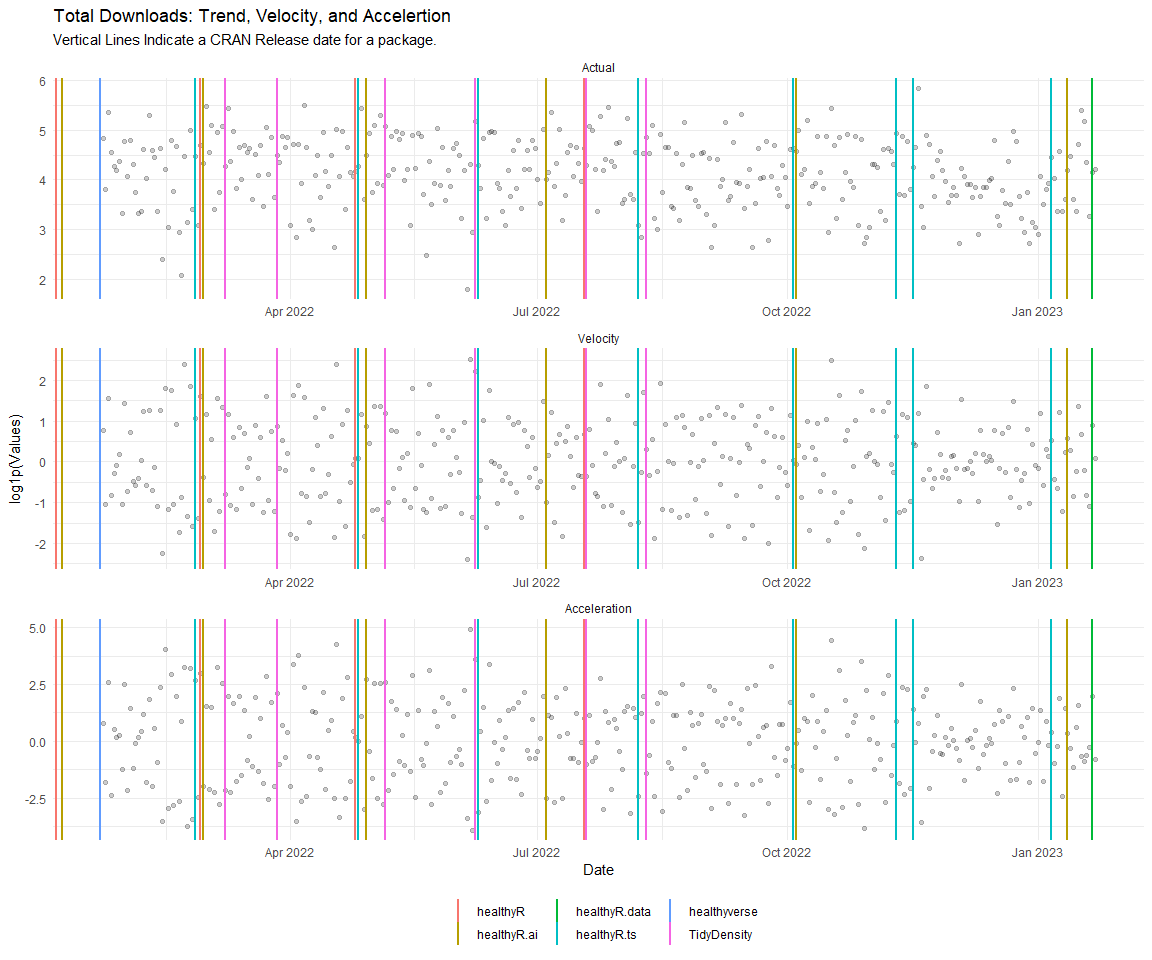 Total Downloads: Trend, Velocity, and Accelertion
Vertical Lines Indicate a CRAN Release date for a package.
Actual
6
5
4
3
2
Apr 2022 Jul 2022 Oct 2022 Jan 2023
Velocity
2
1
0
-1
-2
Apr 2022 Jul 2022 Oct 2022 Jan 2023
log1p(Values)
Acceleration
5.0
2.5
0.0
-2.5
Apr 2022 Jul 2022 Oct 2022 Jan 2023
Date
healthyR healthyR.data healthyverse
healthyR.ai healthyR.ts TidyDensity